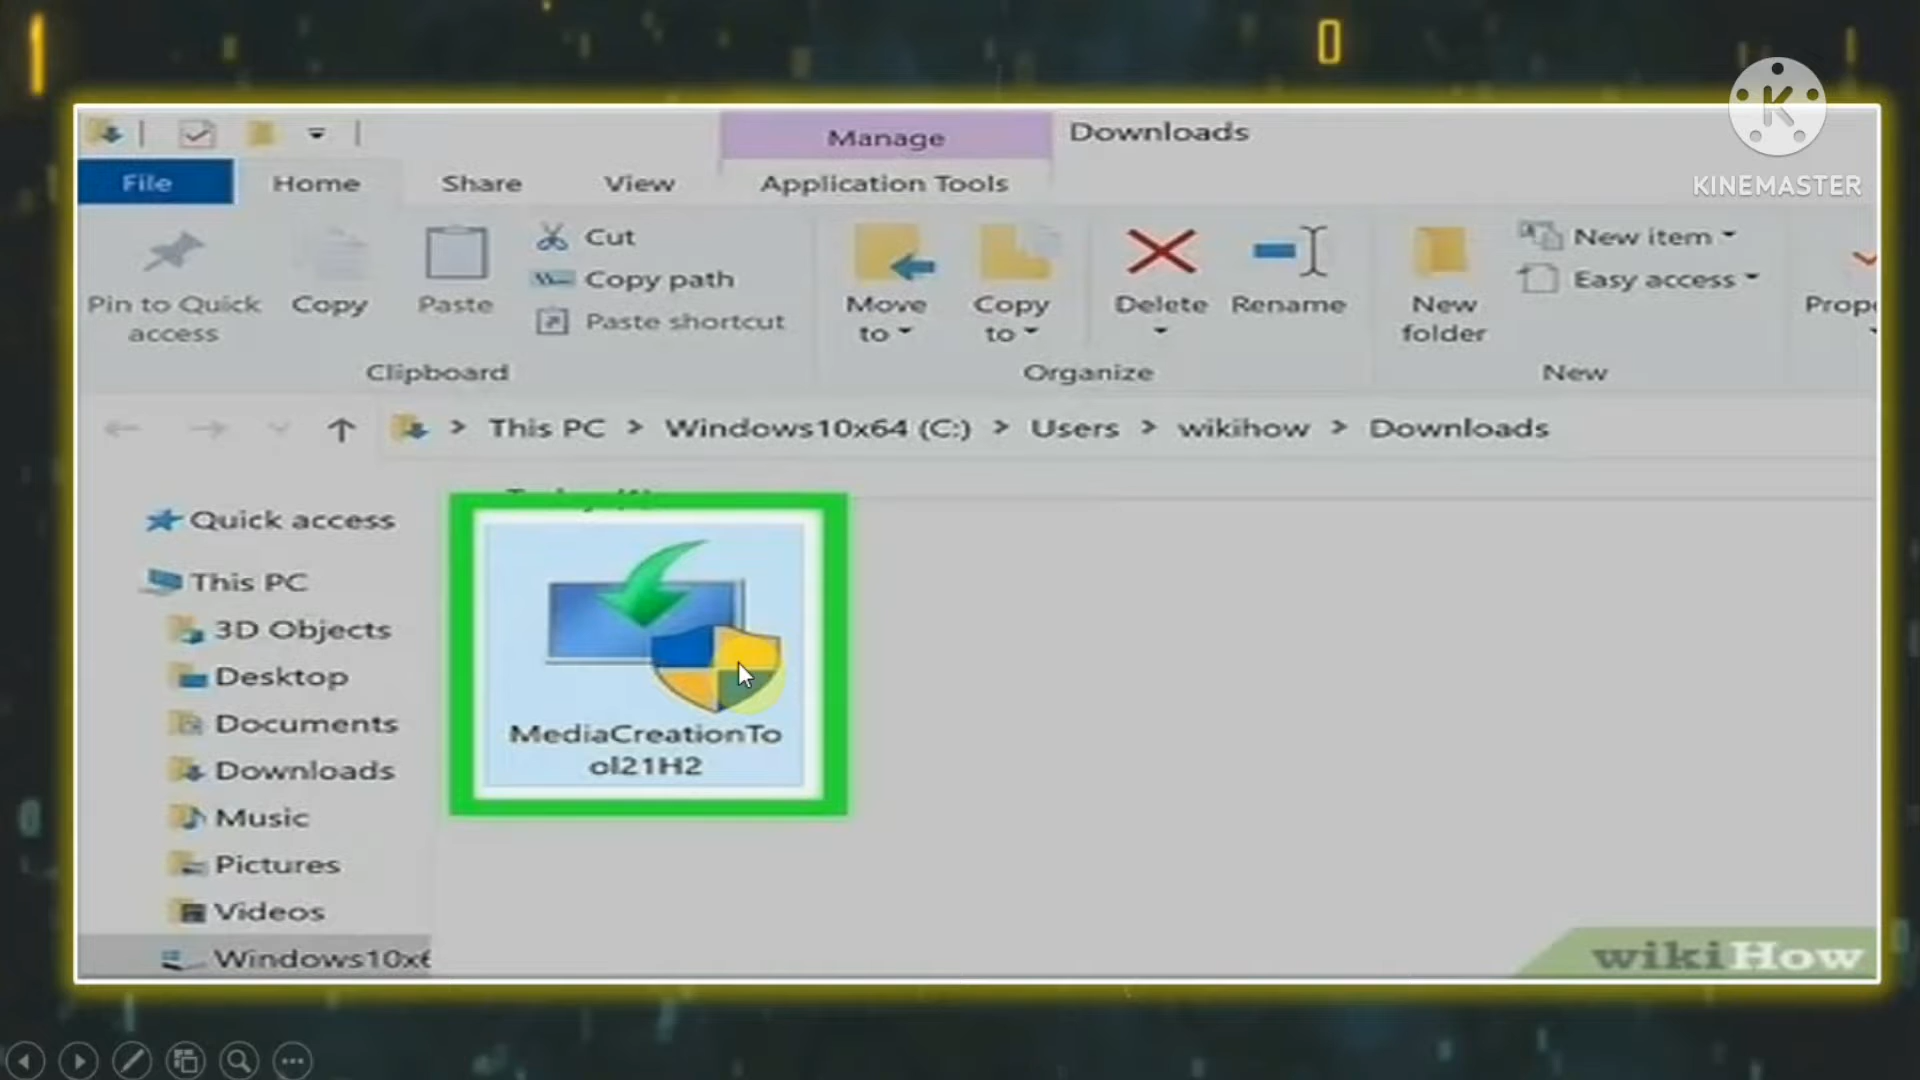 KINEMASTER
Manage
Downloads
File
Home
Share
View
Application Tools
Pin to Quick access
Copy
Paste
Cut
Copy path
Paste shortcut
Clipboard
Move to
Copy to
Delete
Rename
Organize
New folder
New item
Easy access
New
Prope
This PC > Windows10x64 (C:) > Users > wikihow > Downloads
Quick access
This PC
3D Objects
Desktop
Documents
Downloads
Music
Pictures
Videos
Windows10x6
MediaCreationTo
ol21H2
wikiHow